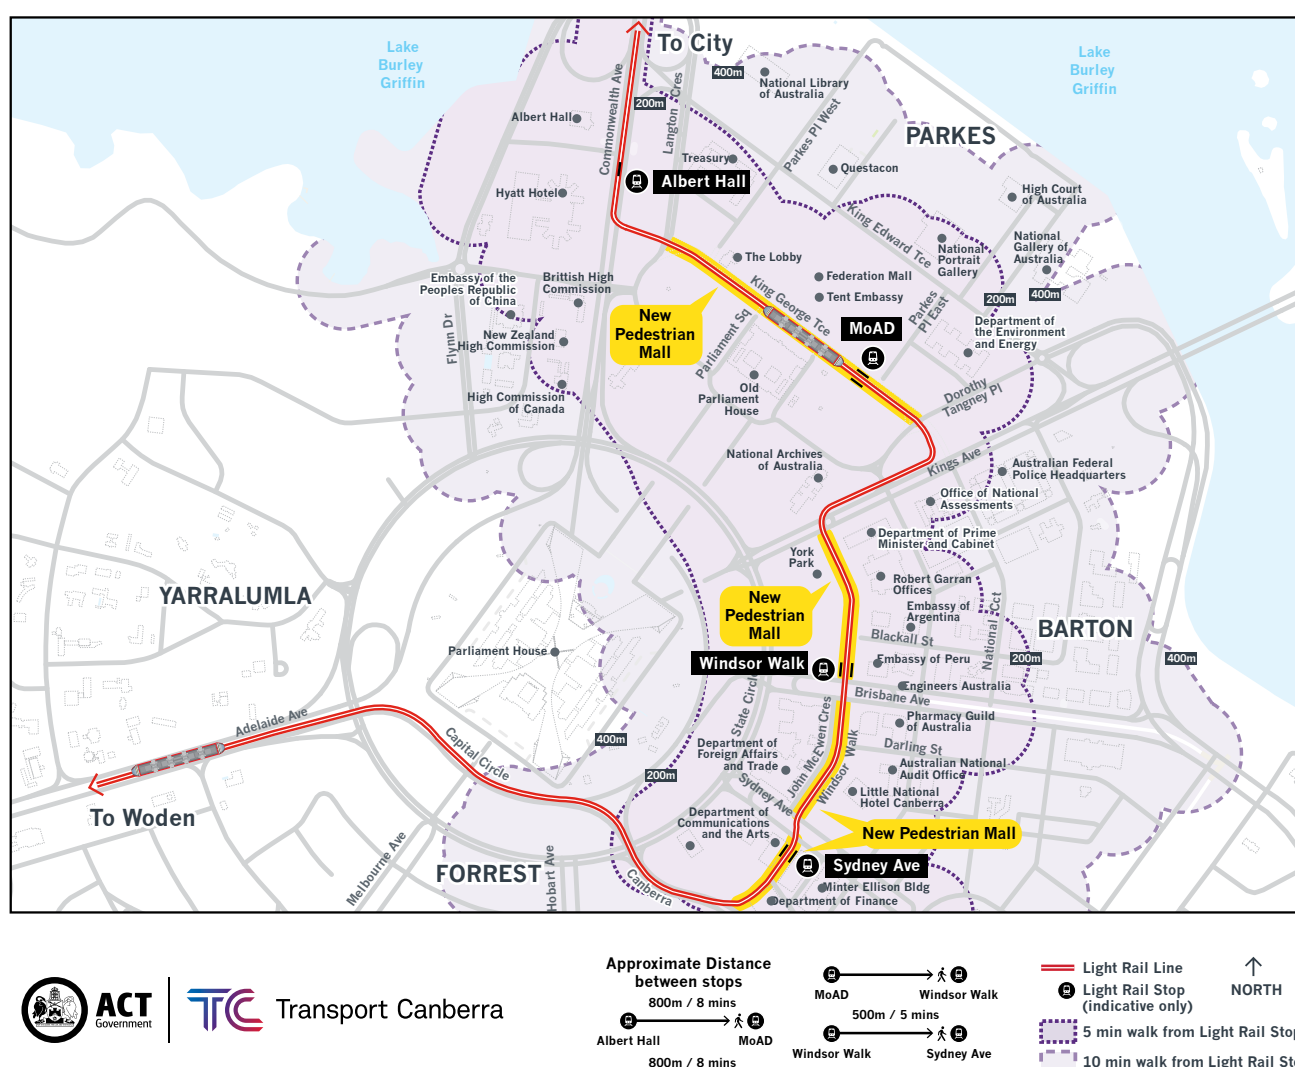 To City
Lake
Burley
Griffin
Lake
Burley
Griffin
400m
National Library
of Australia
Commonwealth Ave
200m
Langton Cres
Parkes Pl West
PARKES
Albert Hall
Treasury
Questacon
Albert Hall
Hyatt Hotel
High Court
of Australia
King Edward Tce
National
Portrait
Gallery
National
Gallery of
Australia
The Lobby
Embassy of the
Peoples Republic
of China
Brittish High
Commission
Federation Mall
Tent Embassy
King George Tce
400m
200m
Parkes
Pl East
New
Pedestrian
Mall
MoAD
Department of
the Environment
and Energy
Flynn Dr
New Zealand
High Commission
Parliament Sq
Old
Parliament
House
High Commission
of Canada
Dorothy
Tangney Pl
National Archives
of Australia
Kings Ave
Australian Federal
Police Headquarters
Office of National
Assessments
Department of Prime
Minister and Cabinet
York
Park
Robert Garran
Offices
YARRALUMLA
New
Pedestrian
Mall
Embassy of
Argentina
National Cct
BARTON
Blackall St
Parliament House
Windsor Walk
Embassy of Peru
200m
400m
Engineers Australia
State Circle
Brisbane Ave
Adelaide Ave
Pharmacy Guild
of Australia
John McEwen Cres
Windsor Walk
Capital Circle
400m
Department of
Foreign Affairs
and Trade
Darling St
Australian National
Audit Office
200m
Sydney Ave
Little National
Hotel Canberra
To Woden
Department of
Communications
and the Arts
New Pedestrian Mall
Melbourne Ave
FORREST
Hobart Ave
Canberra
Sydney Ave
Minter Ellison Bldg
Department of Finance
ACT
Government
TC
Transport Canberra
Approximate Distance
between stops
800m / 8 mins
Albert Hall
MoAD
800m / 8 mins
MoAD
Windsor Walk
500m / 5 mins
Windsor Walk
Sydney Ave
Light Rail Line
Light Rail Stop
(indicative only)
NORTH
5 min walk from Light Rail Stop
10 min walk from Light Rail